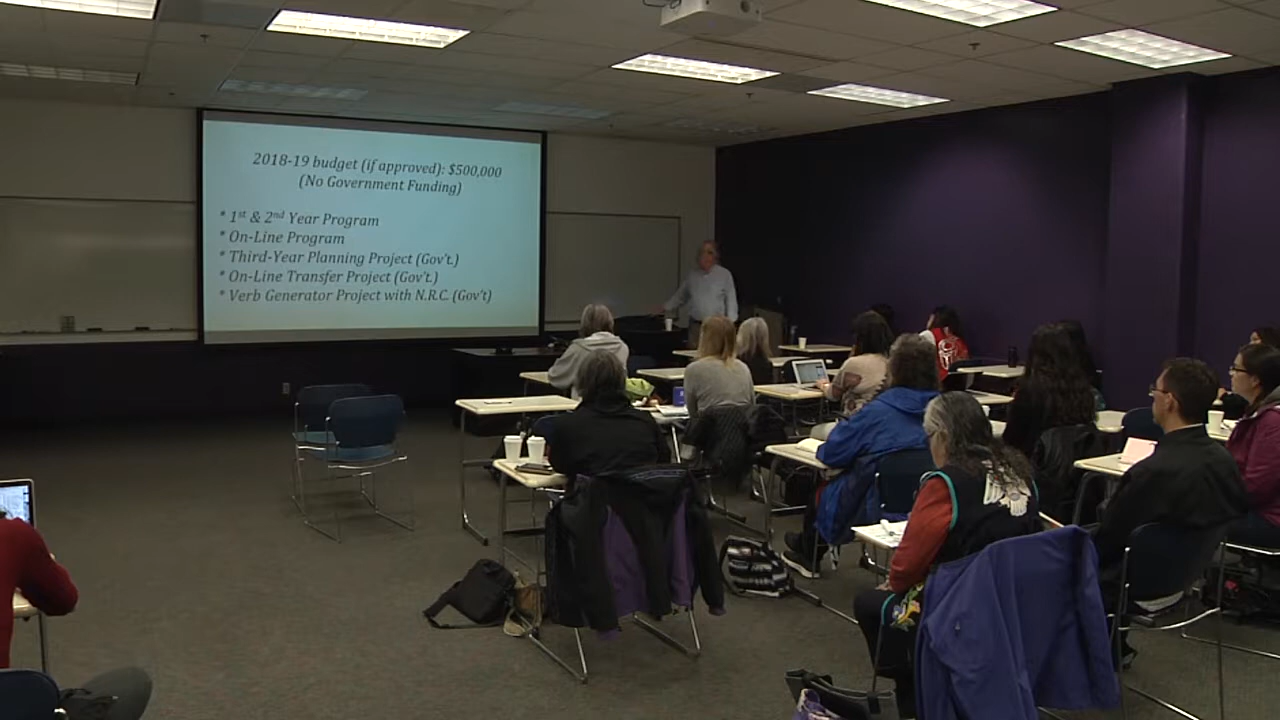 2018-19 budget (if approved): $500,000
(No Government Funding)
* 1st & 2nd Year Program
* On-Line Program
* Third-Year Planning Project (Gov't.)
* On-Line Transfer Project (Gov't.)
* Verb Generator Project with N.R.C. (Gov't)